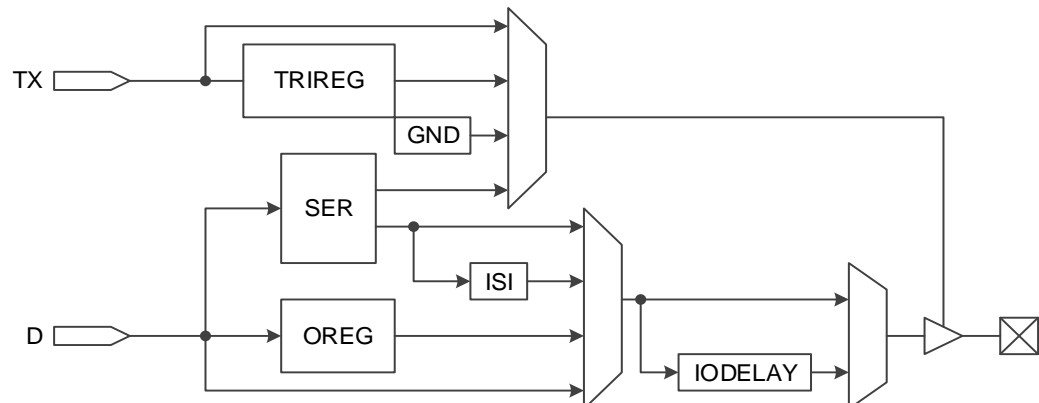 TX
TRIREG
GND
SER
ISI
D
OREG
IODELAY